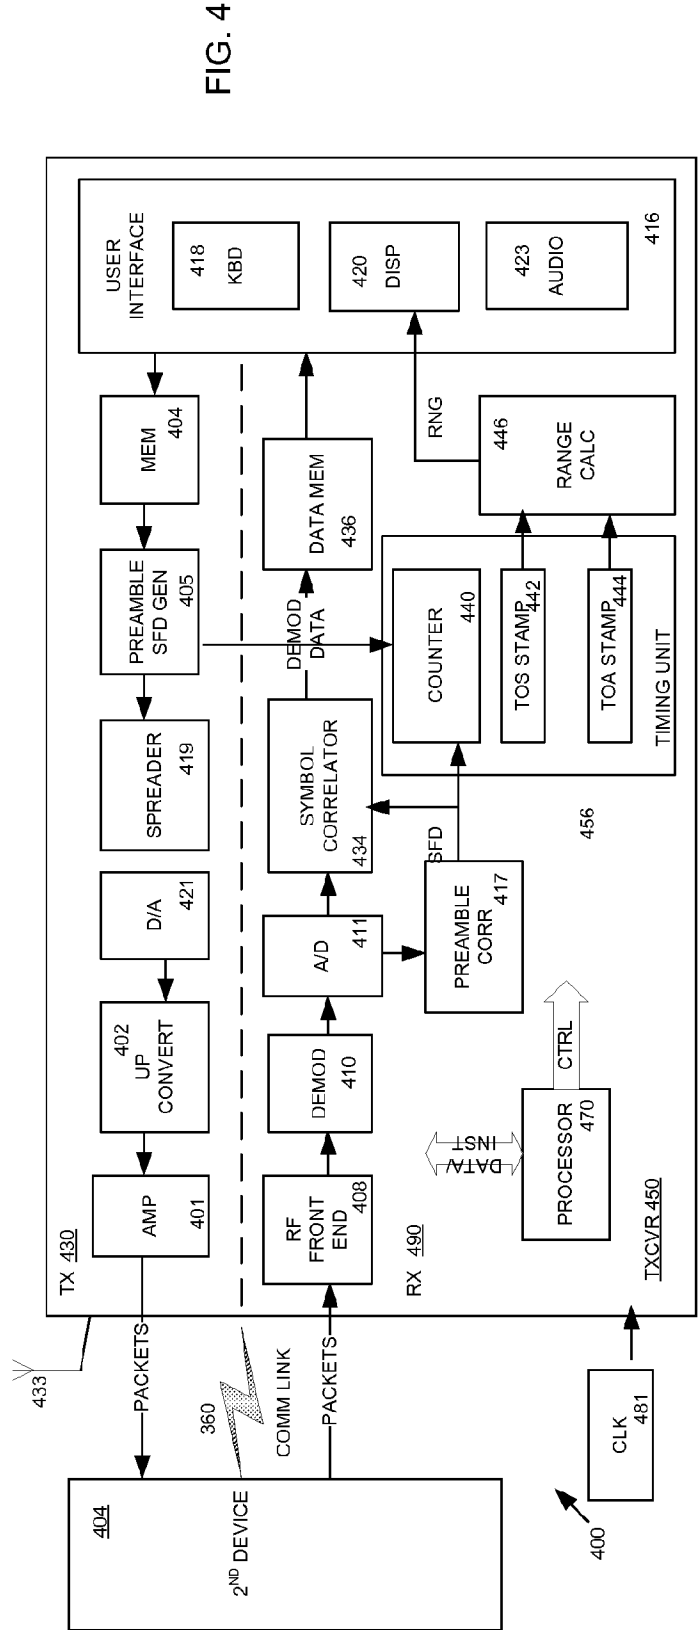 FIG. 4
USER
INTERFACE
418
KBD
420
DISP
423
AUDIO
416
MEM
404
PREAMBLE
SFD GEN
405
SPREADER
419
D/A
421
402
UP
CONVERT
AMP
401
TX 430
DATA MEM
436
DEMOD
DATA
SYMBOL
CORRELATOR
434
A/D
411
DEMOD
410
RF
FRONT
END
408
RX 490
RNG
446
RANGE
CALC
COUNTER
440
TOS STAMP
442
TOA STAMP
444
TIMING UNIT
456
SFD
PREAMBLE
CORR
417
CTRL
DATA/
INST
PROCESSOR
470
TXCVR 450
433
PACKETS
360
COMM LINK
PACKETS
CLK
481
404
2ND DEVICE
400